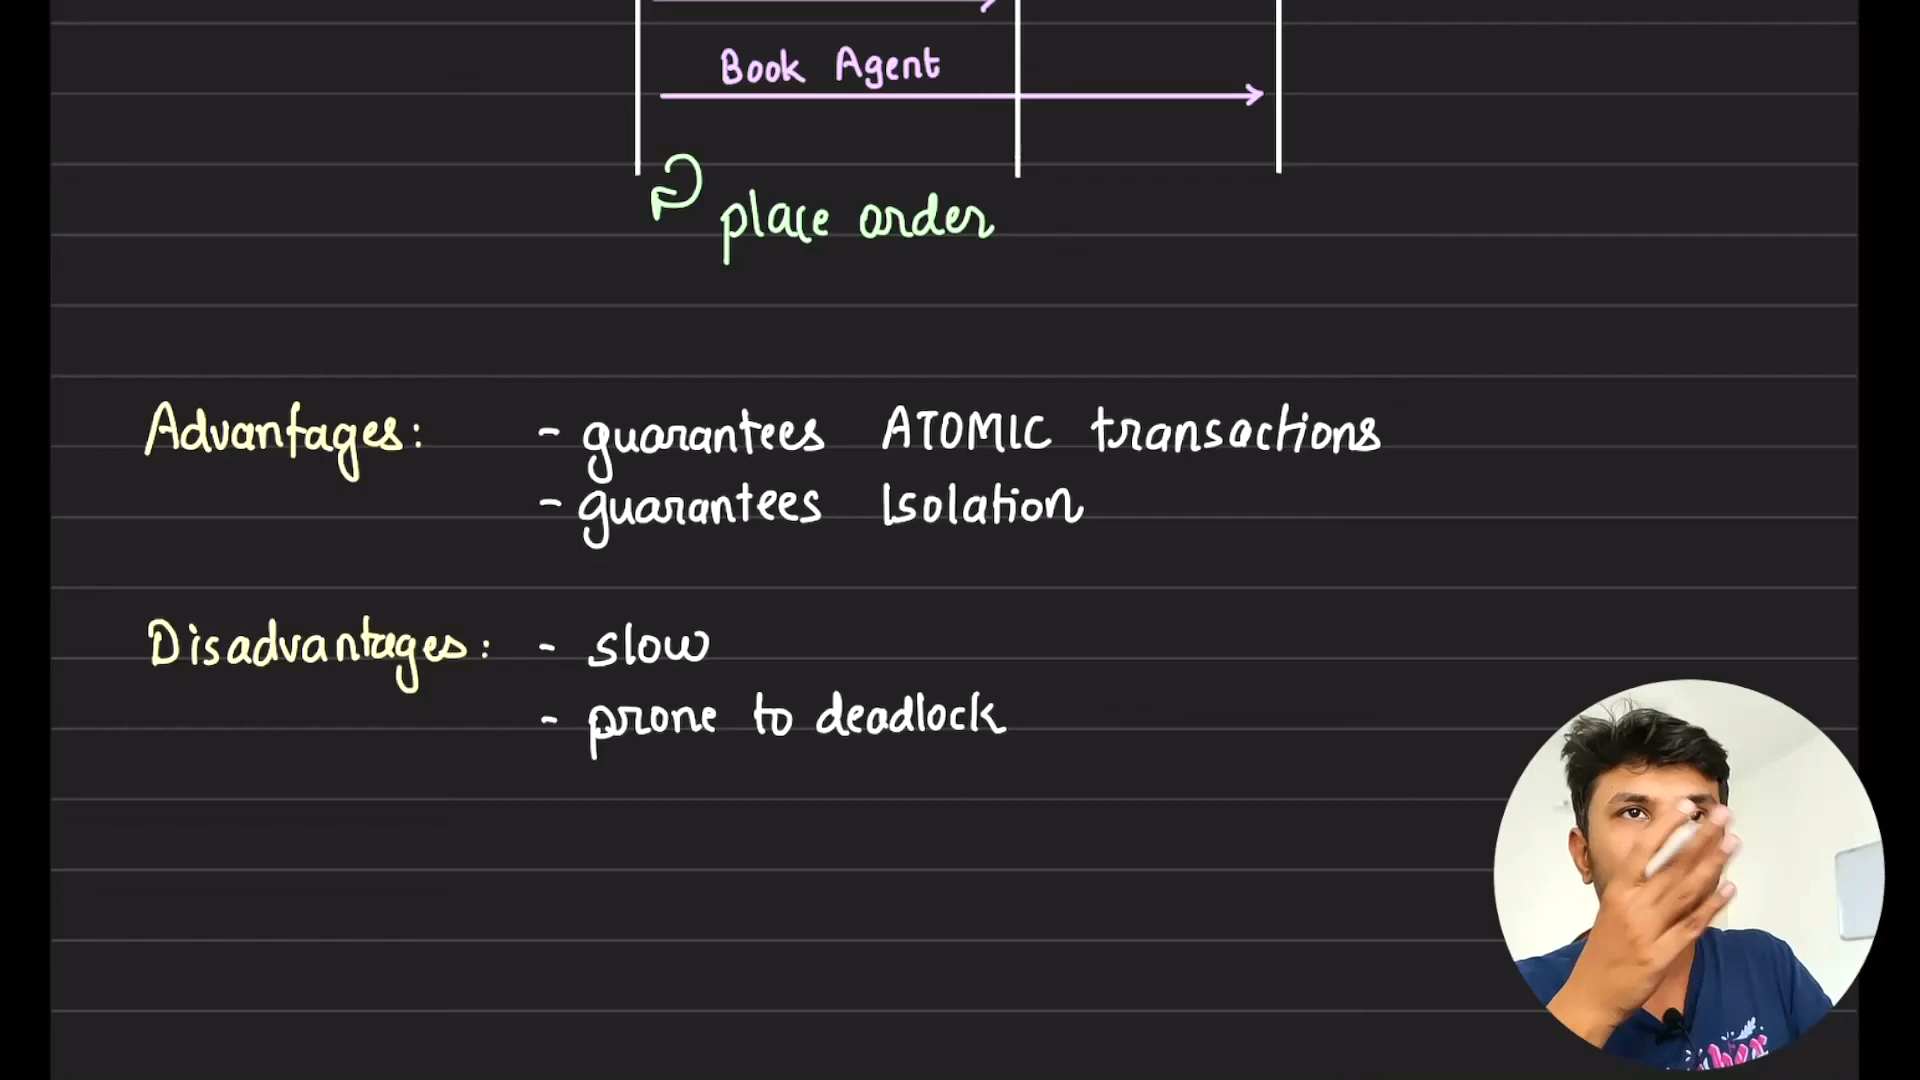 Book Agent
place order
Advantages: - guarantees ATOMIC transactions
- guarantees Isolation
Disadvantages: - slow
- prone to deadlock